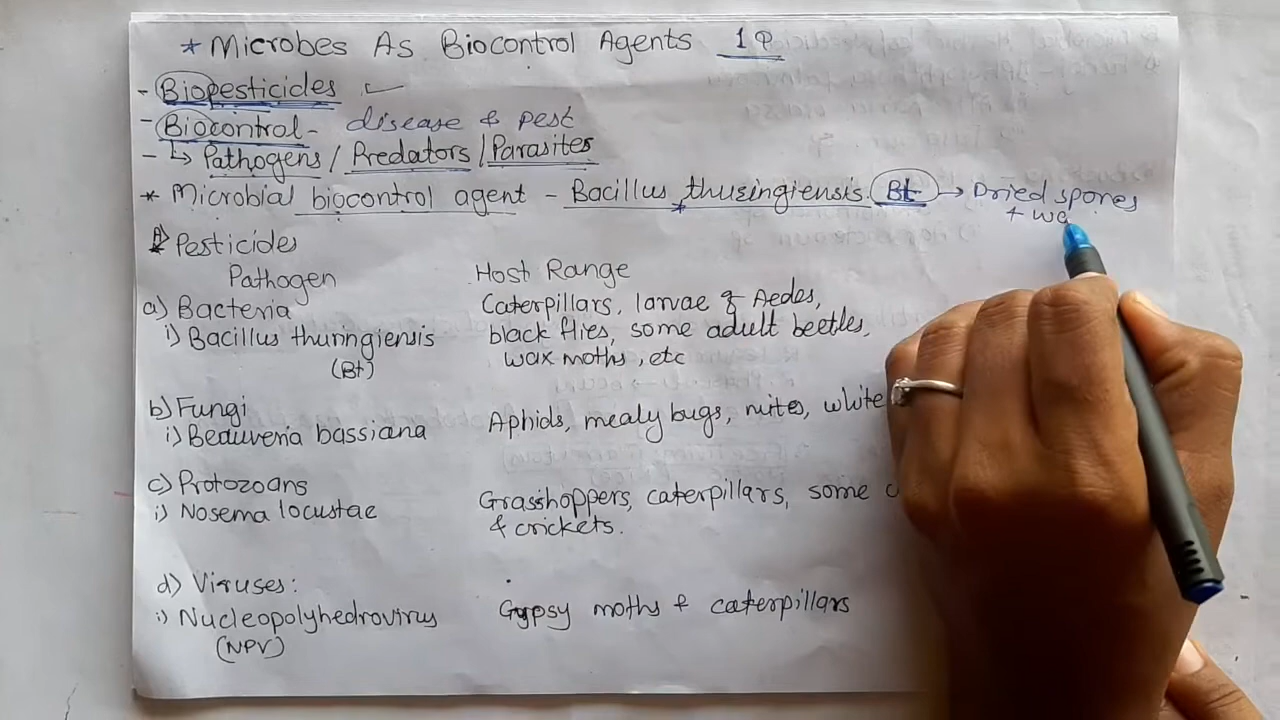 * Microbes As Biocontrol Agents 1 P
- Biopesticides
- Biocontrol - disease & pest
- ↳ Pathogens / Predators / Parasites
* Microbial biocontrol agent - Bacillus thuringiensis. Bt → Dried spores
+ wa
Pesticides
Pathogen Host Range
a) Bacteria Caterpillars, larvae of Aedes,
i) Bacillus thuringiensis black flies, some adult beetles,
(Bt) wax moths, etc
b) Fungi
i) Beauveria bassiana Aphids, mealy bugs, mites, white
c) Protozoans
i) Nosema locustae Grasshoppers, caterpillars, some
& crickets.
d) Viruses:
i) Nucleopolyhedrovirus Gypsy moths & caterpillars
(NPV)